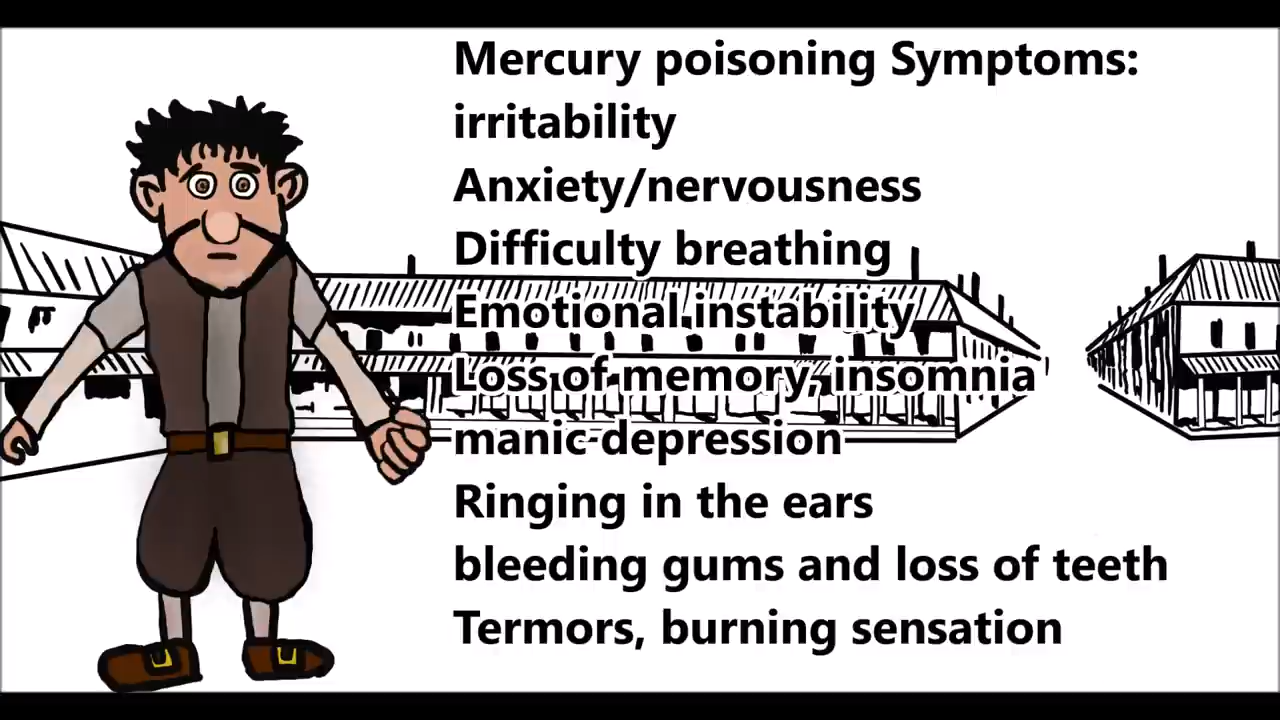 Mercury poisoning Symptoms:
irritability
Anxiety/nervousness
Difficulty breathing
Emotional instability
Loss of memory, insomnia
manic depression
Ringing in the ears
bleeding gums and loss of teeth
Termors, burning sensation